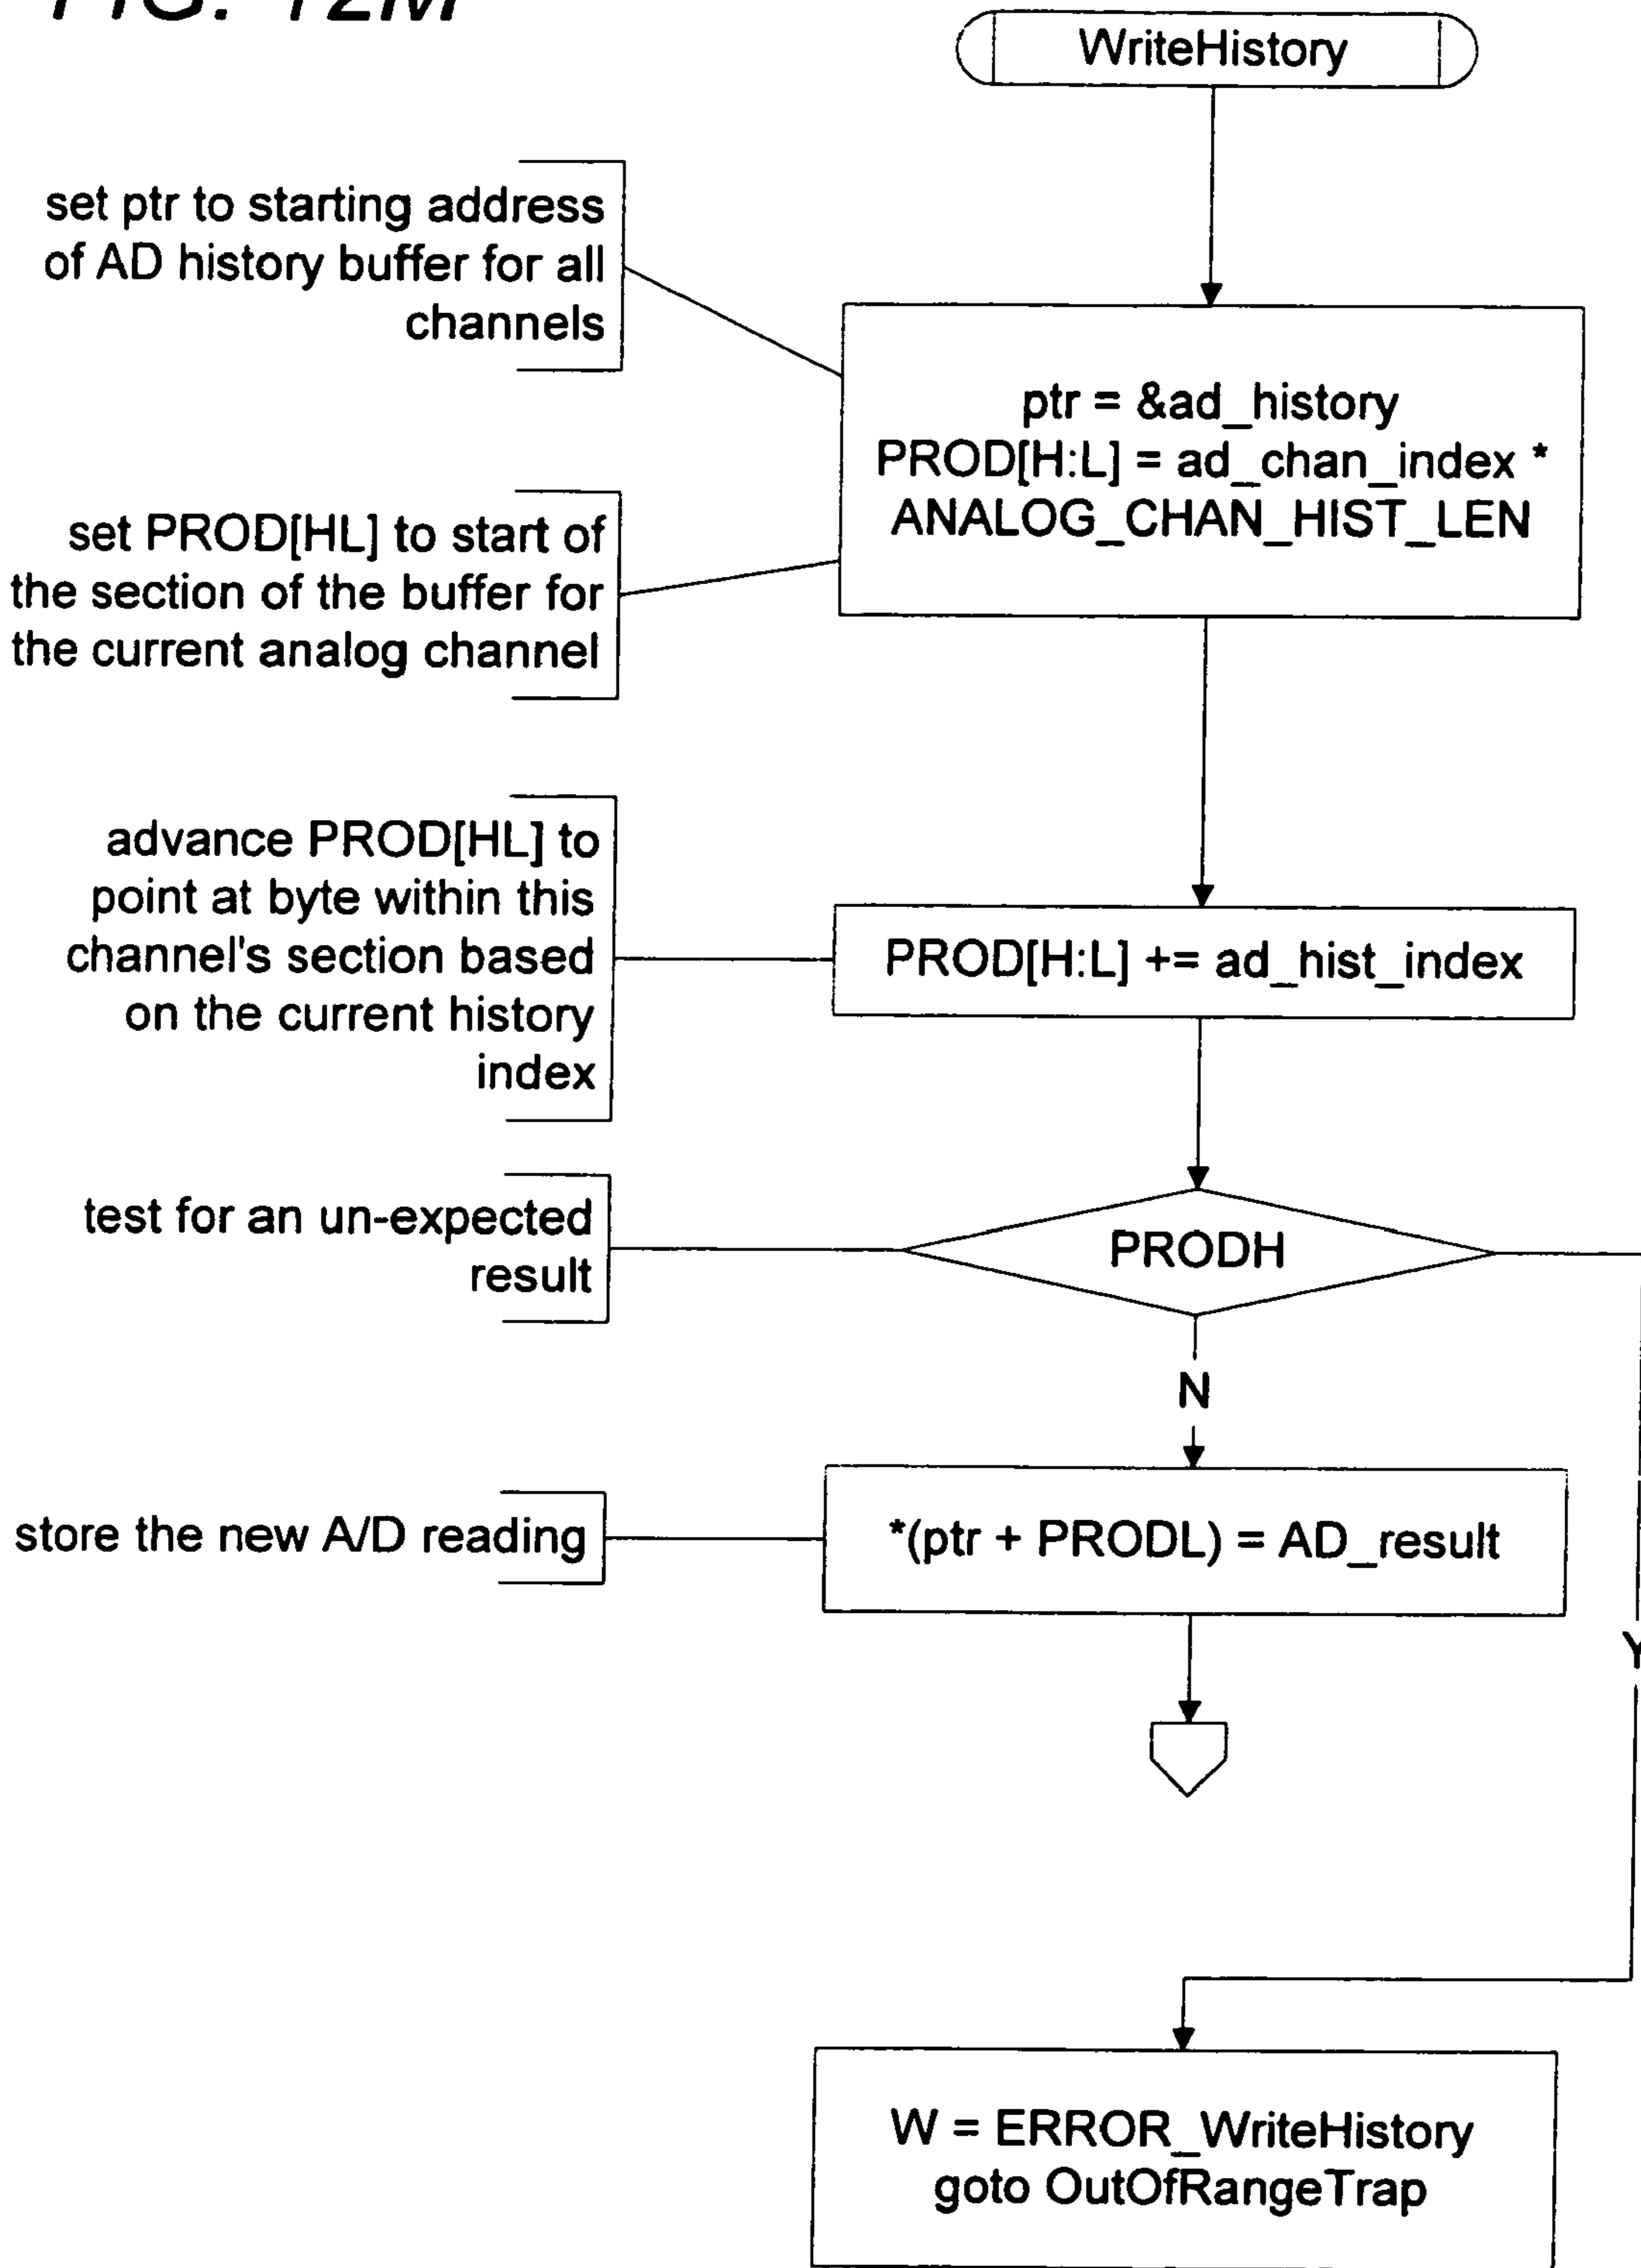 FIG. 12M
WriteHistory
set ptr to starting address
of AD history buffer for all
channels
ptr = &ad_history
PROD[H:L] = ad_chan_index *
ANALOG_CHAN_HIST_LEN
set PROD[HL] to start of
the section of the buffer for
the current analog channel
advance PROD[HL] to
point at byte within this
channel's section based
on the current history
index
PROD[H:L] += ad_hist_index
test for an un-expected
result
PRODH
N
store the new A/D reading
*(ptr + PRODL) = AD_result
Y
W = ERROR_WriteHistory
goto OutOfRangeTrap